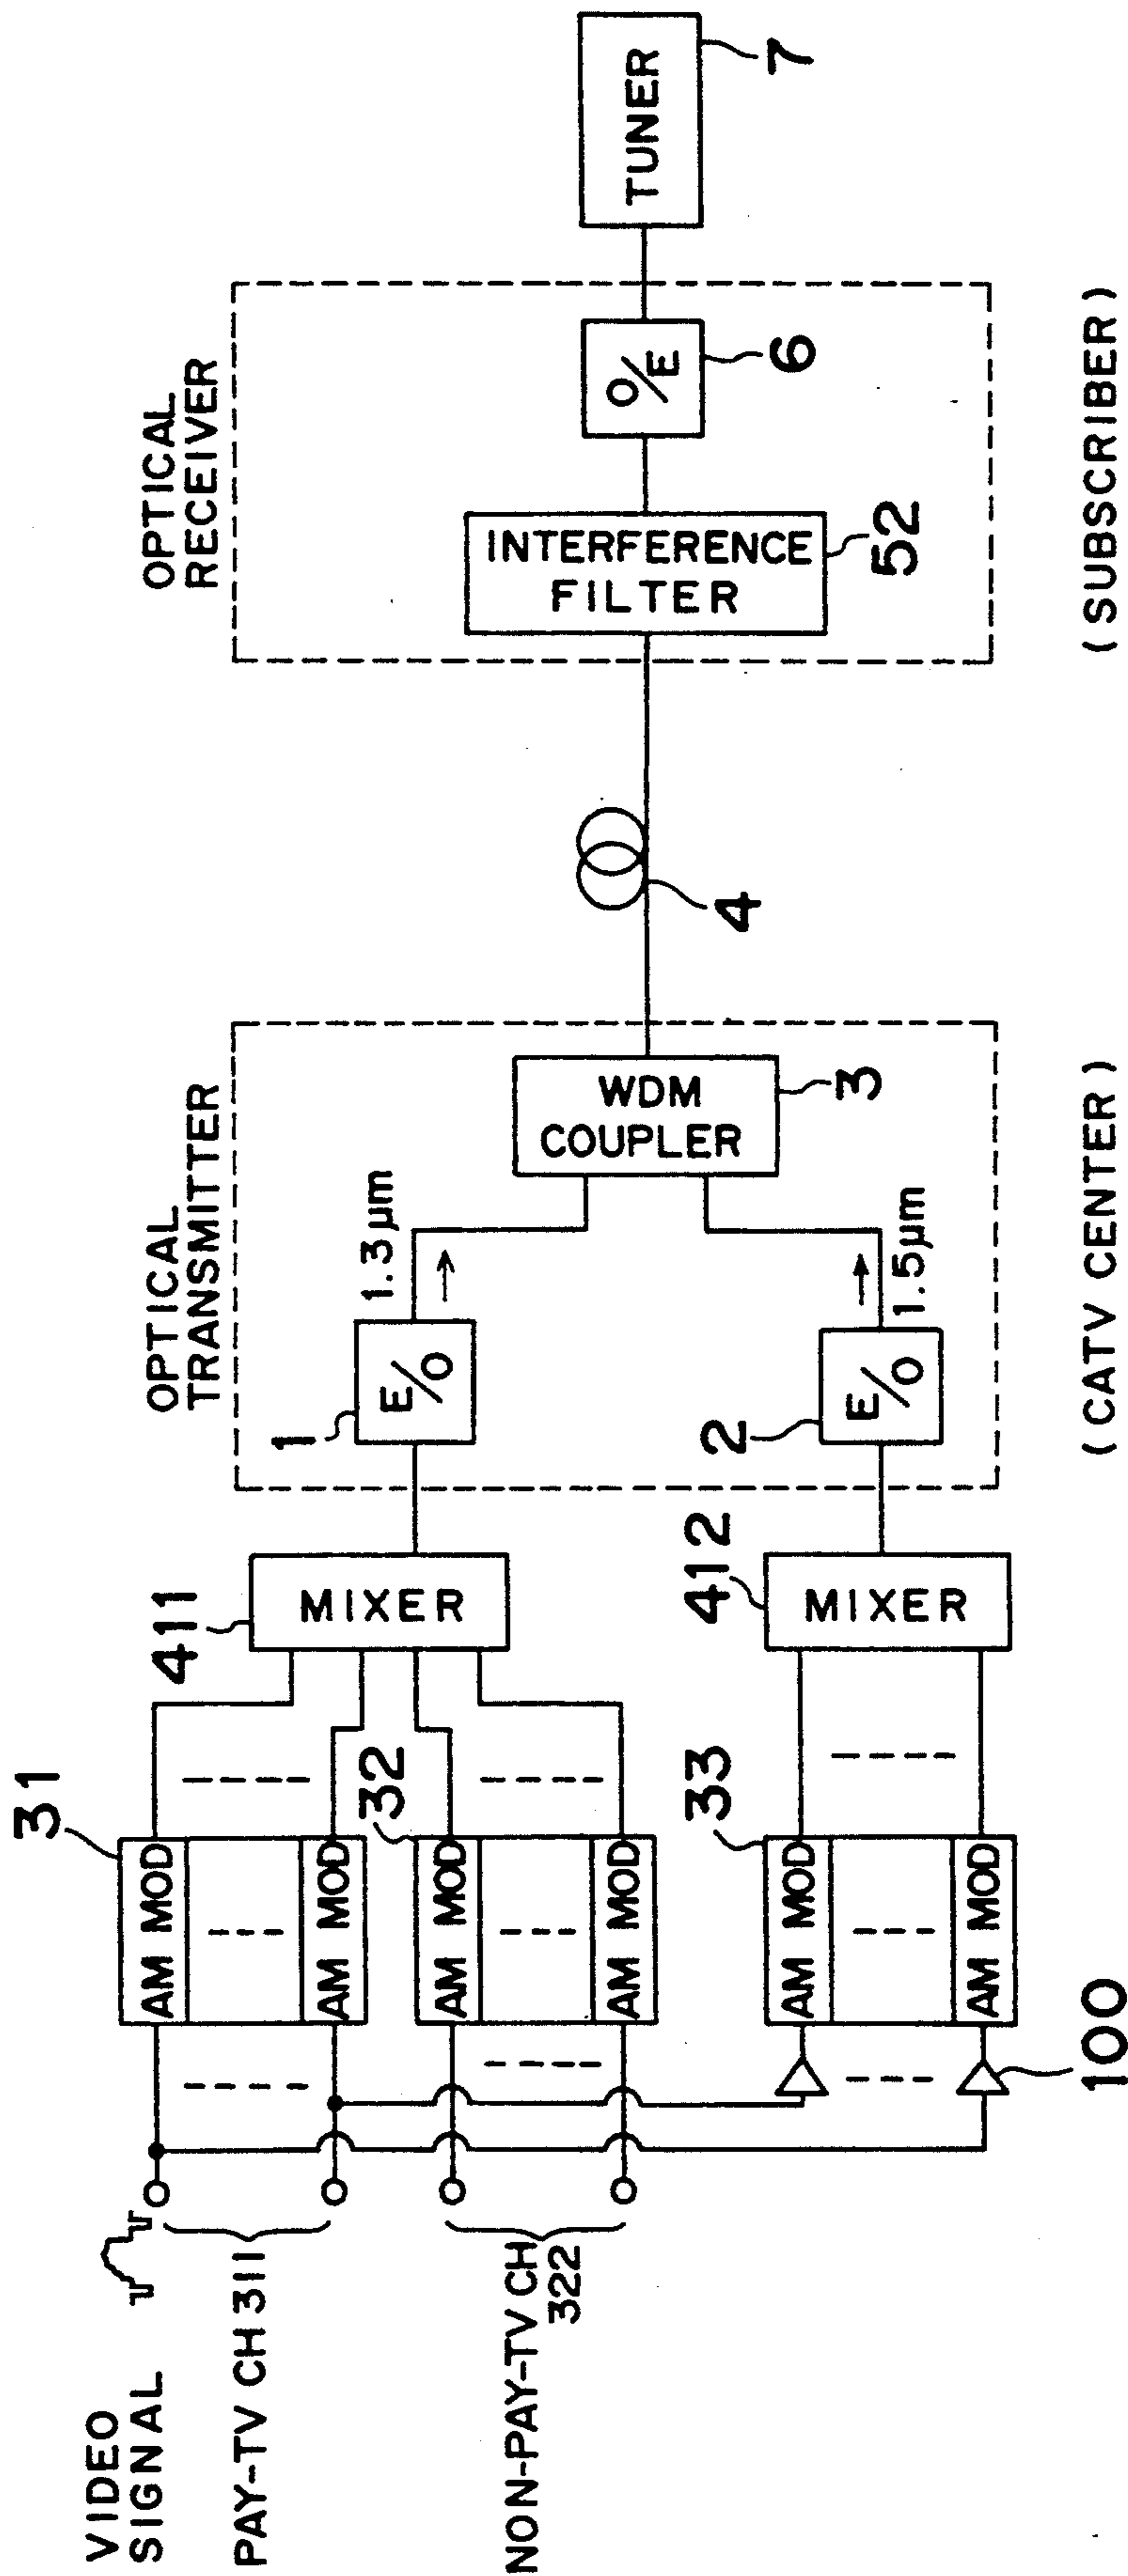 VIDEO
SIGNAL
PAY-TV CH 311
NON-PAY-TV CH
322
31
AM MOD
AM MOD
32
AM MOD
AM MOD
33
AM MOD
AM MOD
100
411
MIXER
412
MIXER
OPTICAL
TRANSMITTER
1
E/O
1.3 μm
2
E/O
1.5μm
WDM
COUPLER
3
(CATV CENTER)
4
OPTICAL
RECEIVER
INTERFERENCE
FILTER
52
O/E
6
(SUBSCRIBER)
TUNER
7